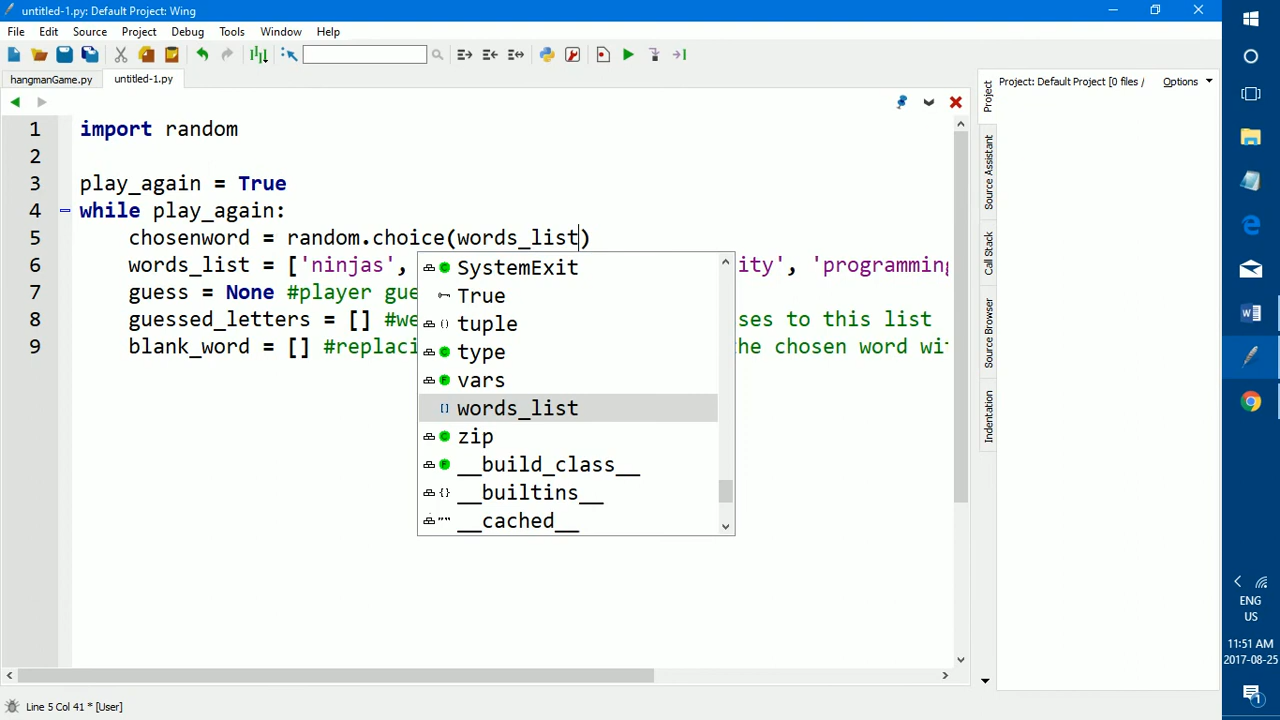 untitled-1.py: Default Project: Wing
File Edit Source Project Debug Tools Window Help
hangmanGame.py untitled-1.py
Project: Default Project [0 files / Options
Project
Source Assistant
Call Stack
Source Browser
Indentation
1 import random
2
3 play_again = True
4 while play_again:
5 chosenword = random.choice(words_list)
6 words_list = ['ninjas', ity', 'programming
7 guess = None #player gue
8 guessed_letters = [] #we ses to this list
9 blank_word = [] #replaci he chosen word wi
SystemExit
True
tuple
type
vars
words_list
zip
__build_class__
__builtins__
__cached__
ENG
US
11:51 AM
2017-08-25
1
Line 5 Col 41 * [User]